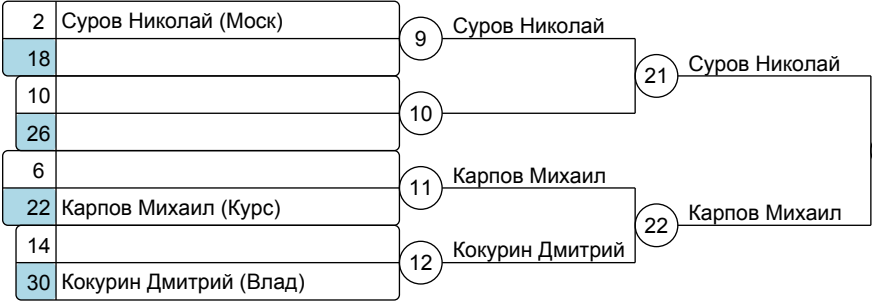 2 Суров Николай (Моск)
18
10
26
6
22 Карпов Михаил (Курс)
14
30 Кокурин Дмитрий (Влад)
9 Суров Николай
10
11 Карпов Михаил
12 Кокурин Дмитрий
21 Суров Николай
22 Карпов Михаил